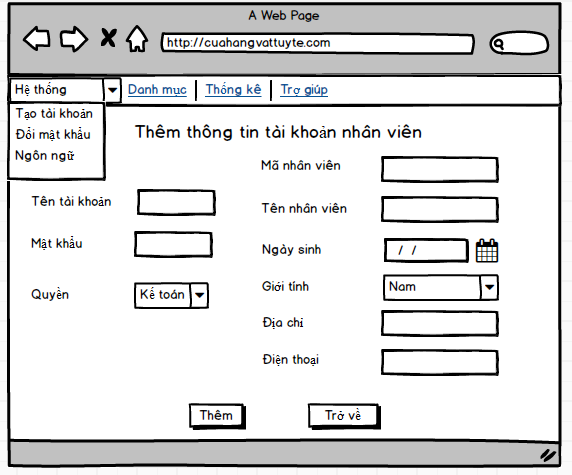 A Web Page
http://cuahangvattuyte.com
Hệ thống Danh mục Thống kê Trợ giúp
Tạo tài khoản
Đổi mật khẩu
Ngôn ngữ
Thêm thông tin tài khoản nhân viên
Mã nhân viên
Tên tài khoản
Tên nhân viên
Mật khẩu
Ngày sinh / /
Quyền Kế toán
Giới tính Nam
Địa chỉ
Điện thoại
Thêm Trở về